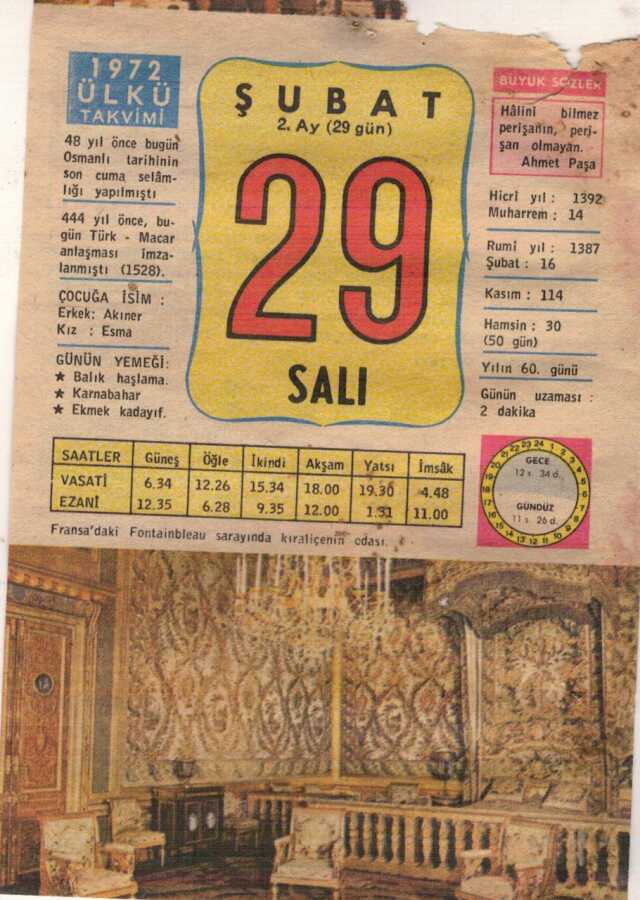 1972
ÜLKÜ
TAKVİMİ
48 yıl önce bugün
Osmanlı tarihinin
son cuma selâm-
lığı yapılmıştı
444 yıl önce, bu-
gün Türk - Macar
anlaşması imza-
lanmıştı (1528).
ÇOCUĞA İSİM :
Erkek: Akıner
Kız : Esma
GÜNÜN YEMEĞİ:
★ Balık haşlama.
★ Karnabahar
★ Ekmek kadayıf.
ŞUBAT
2. Ay (29 gün)
29
SALI
BÜYÜK SÖZLER
Hâlini bilmez
perişanın, peri-
şan olmayan.
Ahmet Paşa
Hicrî yıl : 1392
Muharrem : 14
Rumi yıl : 1387
Şubat : 16
Kasım : 114
Hamsin : 30
(50 gün)
Yılın 60. günü
Günün uzaması :
2 dakika
SAATLER Güneş Öğle İkindi Akşam Yatsı İmsâk
VASATİ 6.34 12.26 15.34 18.00 19.30 4.48
EZANİ 12.35 6.28 9.35 12.00 1.31 11.00
GECE
12 s. 34 d.
GÜNDÜZ
11 s. 26 d.
Fransa'daki Fontainbleau sarayında kıraliçenin odası.